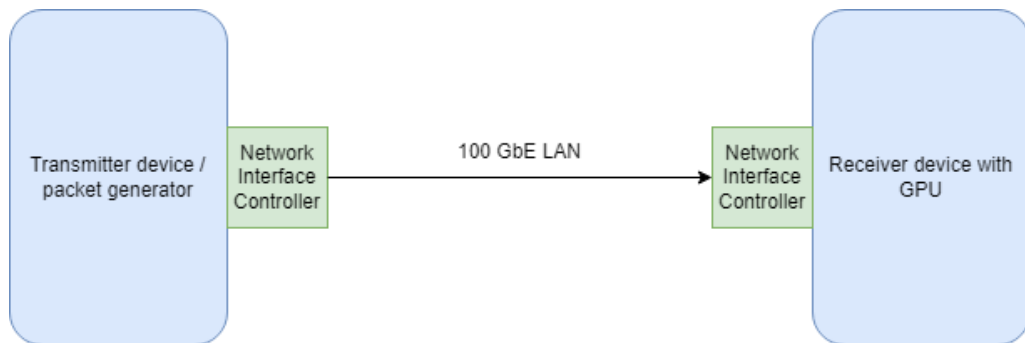 Transmitter device /
packet generator
Network
Interface
Controller
100 GbE LAN
Network
Interface
Controller
Receiver device with
GPU